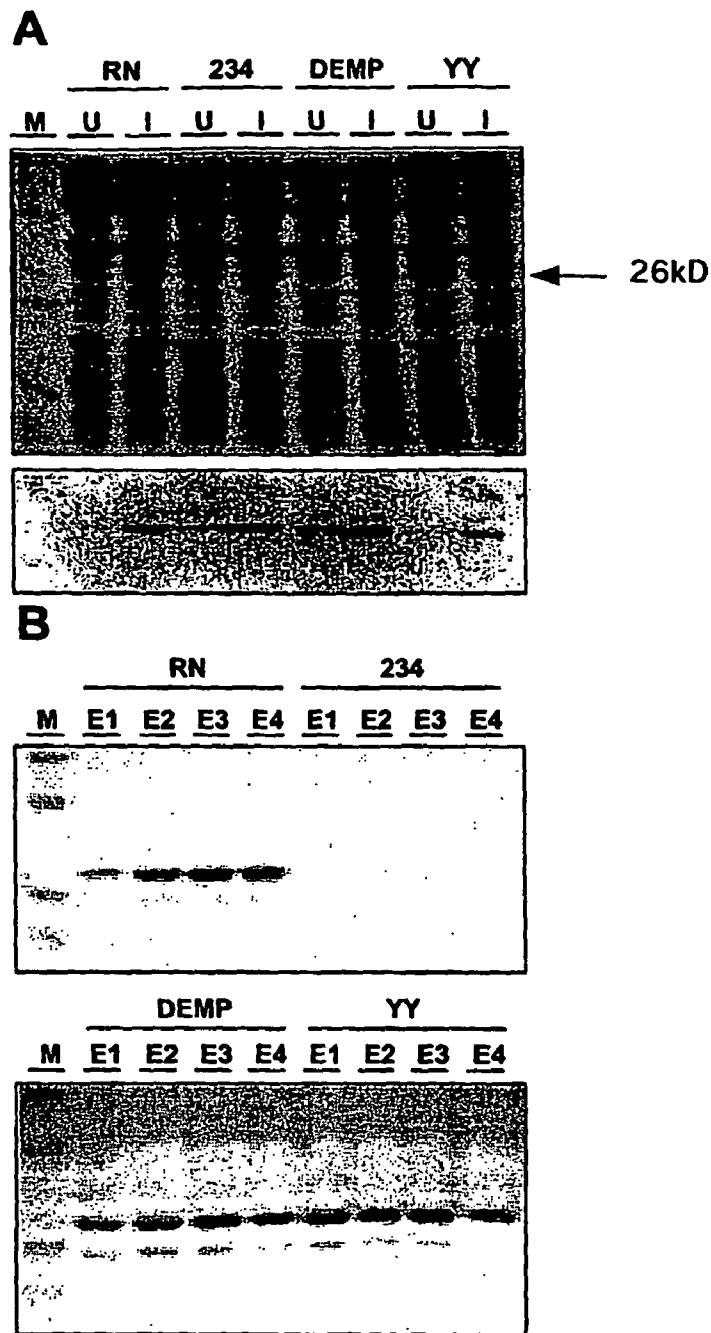 A
RN 234 DEMP YY
M U I U I U I U I
26kD
B
RN 234
M E1 E2 E3 E4 E1 E2 E3 E4
DEMP YY
M E1 E2 E3 E4 E1 E2 E3 E4